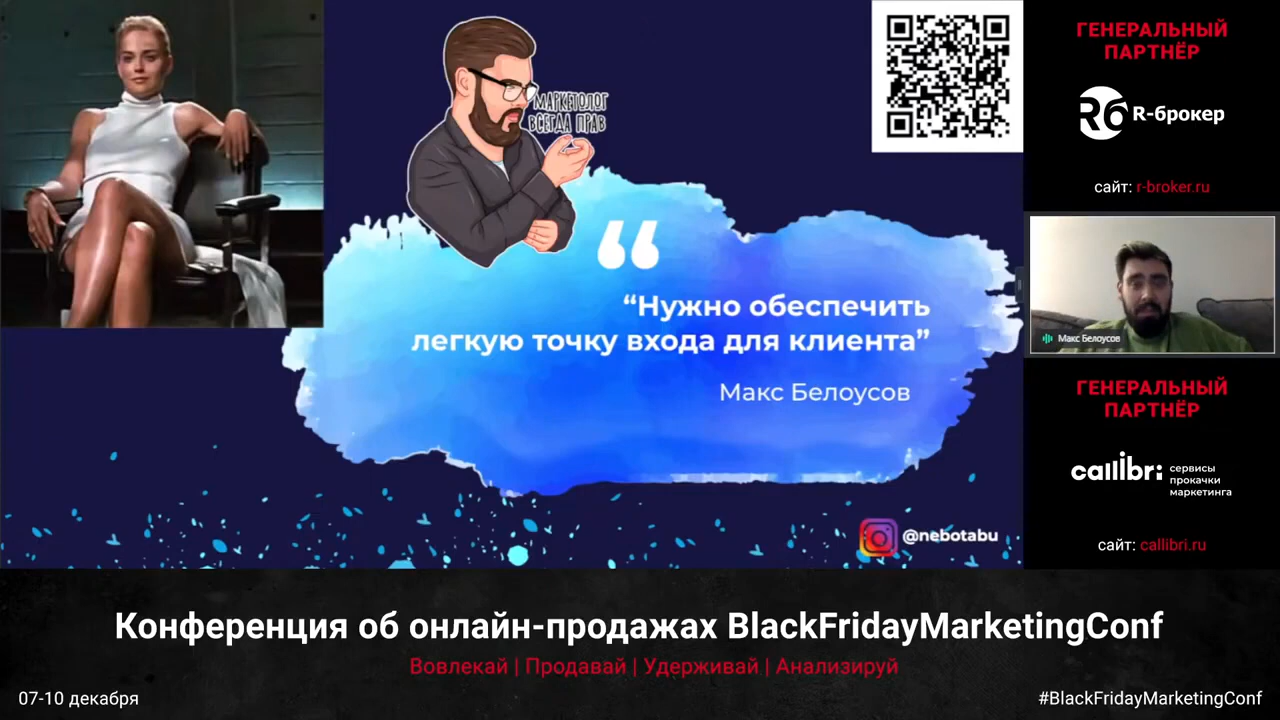 МАРКЕТОЛОГ
ВСЕГДА ПРАВ
“
“Нужно обеспечить
легкую точку входа для клиента”
Макс Белоусов
@nebotabu
ГЕНЕРАЛЬНЫЙ
ПАРТНЁР
R6
R-брокер
сайт: r-broker.ru
Макс Белоусов
ГЕНЕРАЛЬНЫЙ
ПАРТНЁР
callibri
сервисы
прокачки
маркетинга
сайт: callibri.ru
Конференция об онлайн-продажах BlackFridayMarketingConf
Вовлекай | Продавай | Удерживай | Анализируй
07-10 декабря
#BlackFridayMarketingConf